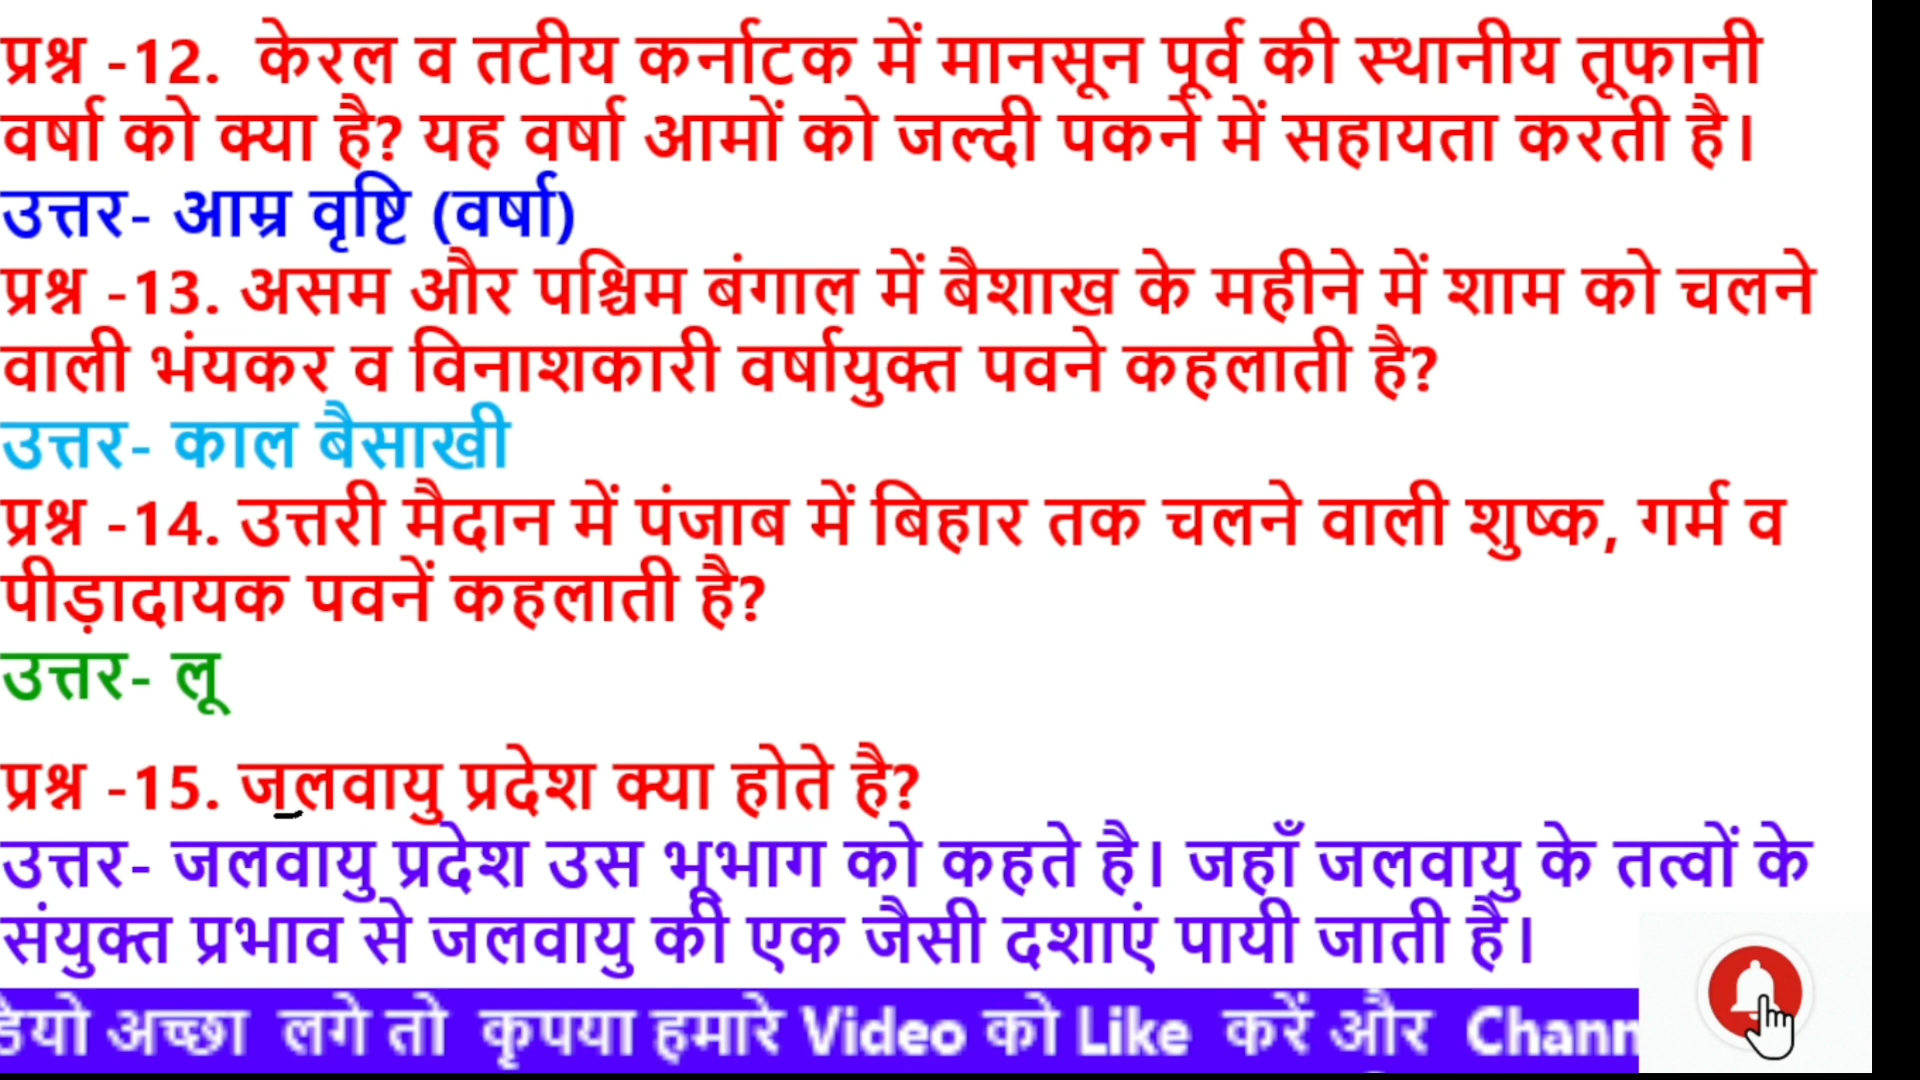 प्रश्न -12. केरल व तटीय कर्नाटक में मानसून पूर्व की स्थानीय तूफानी
वर्षा को क्या है? यह वर्षा आमों को जल्दी पकने में सहायता करती है।
उत्तर- आम्र वृष्टि (वर्षा)
प्रश्न -13. असम और पश्चिम बंगाल में बैशाख के महीने में शाम को चलने
वाली भंयकर व विनाशकारी वर्षायुक्त पवने कहलाती है?
उत्तर- काल बैसाखी
प्रश्न -14. उत्तरी मैदान में पंजाब में बिहार तक चलने वाली शुष्क, गर्म व
पीड़ादायक पवनें कहलाती है?
उत्तर- लू
प्रश्न -15. जलवायु प्रदेश क्या होते है?
उत्तर- जलवायु प्रदेश उस भूभाग को कहते है। जहाँ जलवायु के तत्वों के
संयुक्त प्रभाव से जलवायु की एक जैसी दशाएं पायी जाती है।
अच्छा लगे तो कृपया हमारे Video को Like करें और